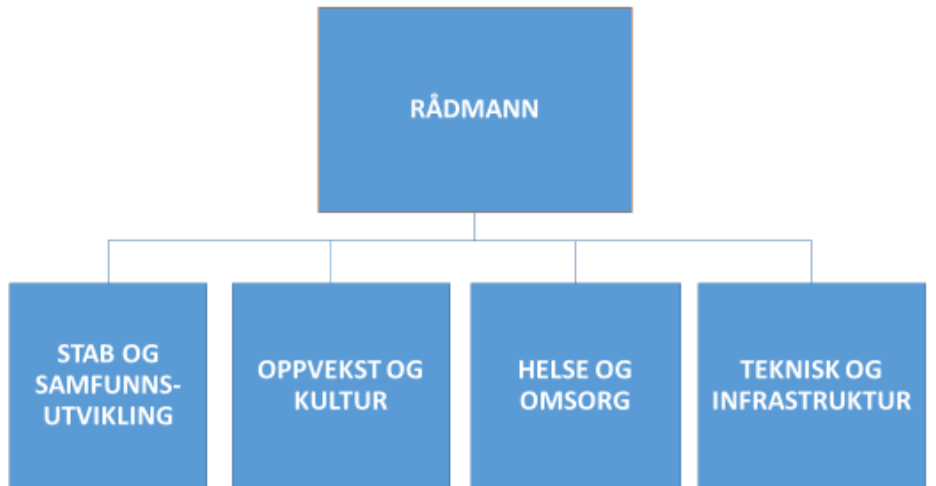 RÅDMANN
STAB OG
SAMFUNNS-
UTVIKLING
OPPVEKST OG
KULTUR
HELSE OG
OMSORG
TEKNISK OG
INFRASTRUKTUR